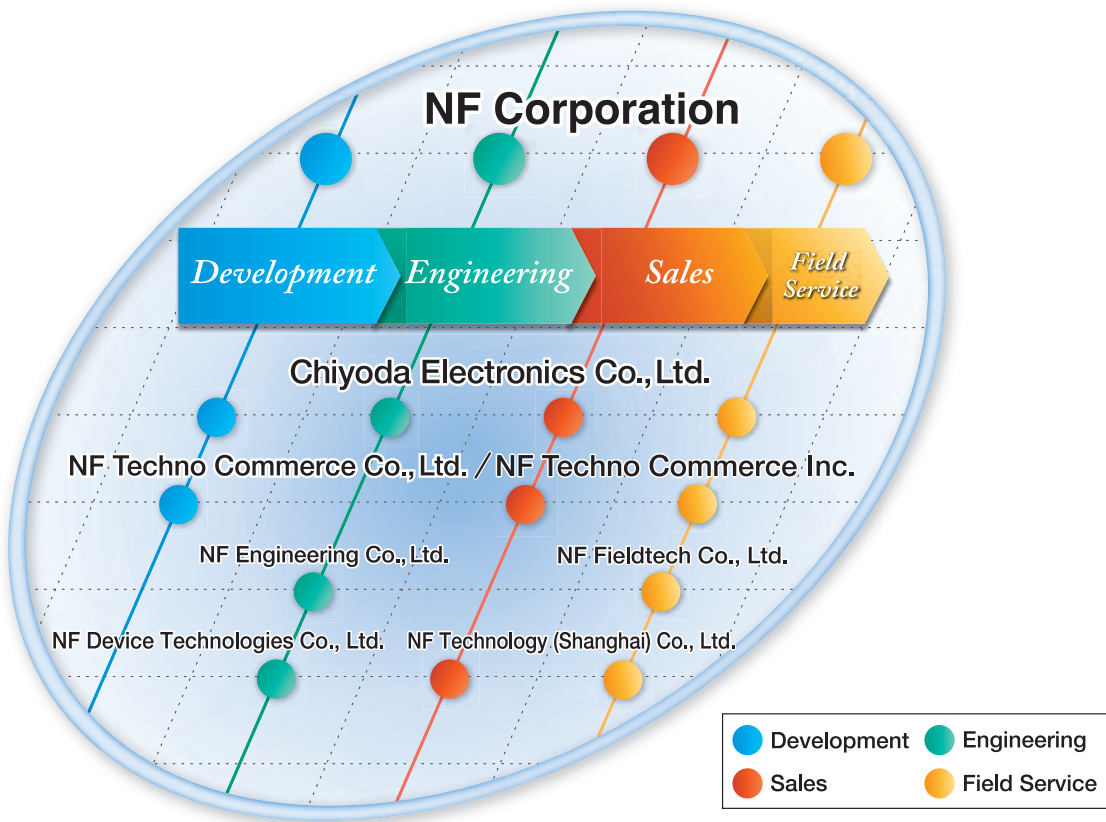 NF Corporation
Development
Engineering
Sales
Field
Service
Chiyoda Electronics Co., Ltd.
NF Techno Commerce Co., Ltd. / NF Techno Commerce Inc.
NF Engineering Co., Ltd.
NF Fieldtech Co., Ltd.
NF Device Technologies Co., Ltd.
NF Technology (Shanghai) Co., Ltd.
Development
Engineering
Sales
Field Service